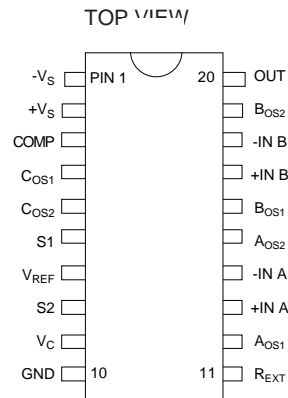 TOP VIEW
-VS PIN 1 20 OUT
+VS BOS2
COMP -IN B
COS1 +IN B
COS2 BOS1
S1 AOS2
VREF -IN A
S2 +IN A
VC AOS1
GND 10 11 REXT